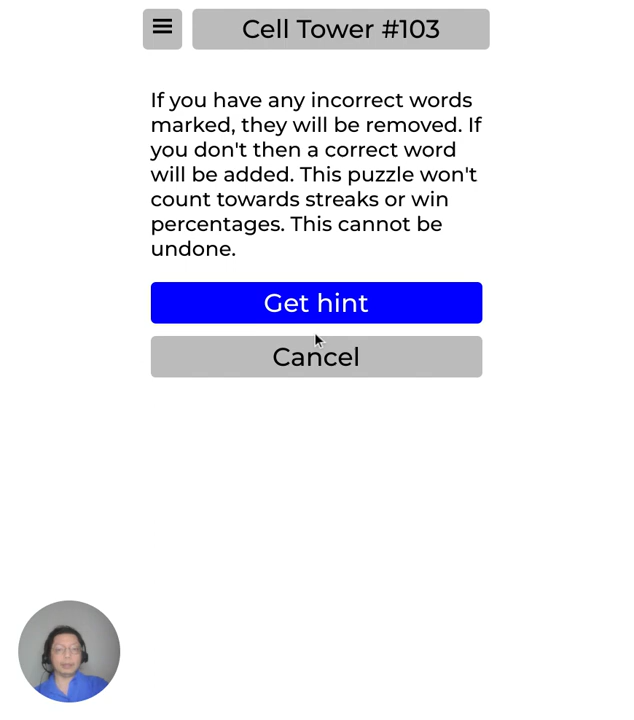 Cell Tower #103
If you have any incorrect words
marked, they will be removed. If
you don't then a correct word
will be added. This puzzle won't
count towards streaks or win
percentages. This cannot be
undone.
Get hint
Cancel